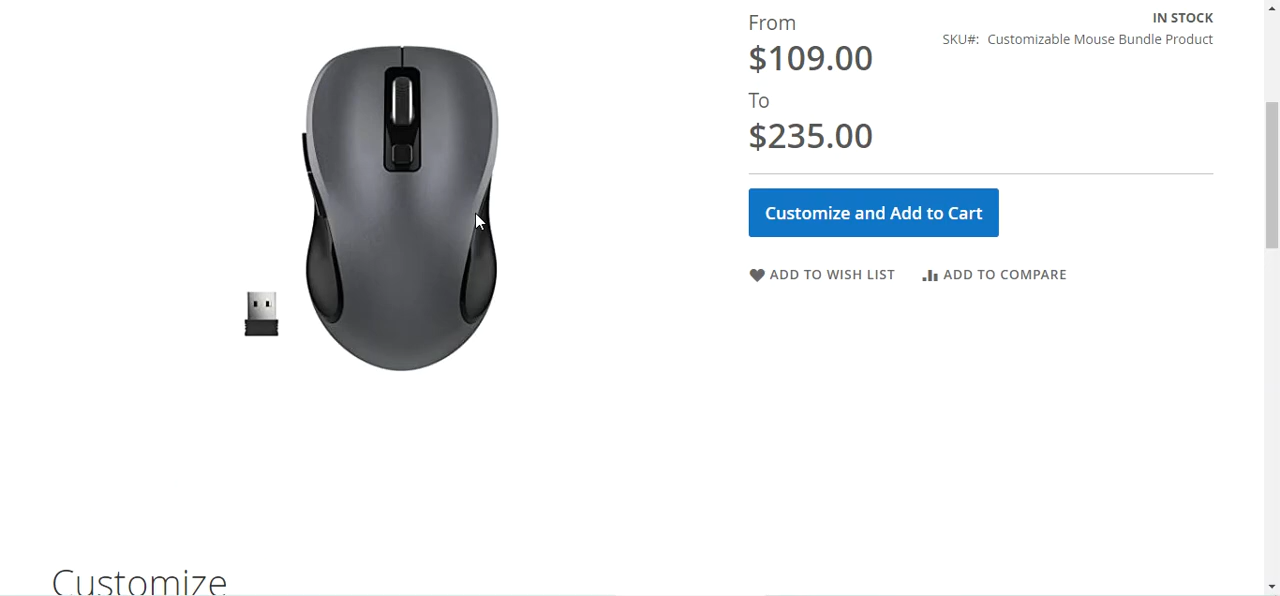 From
$109.00
To
$235.00
IN STOCK
SKU#: Customizable Mouse Bundle Product
Customize and Add to Cart
ADD TO WISH LIST ADD TO COMPARE
Customize